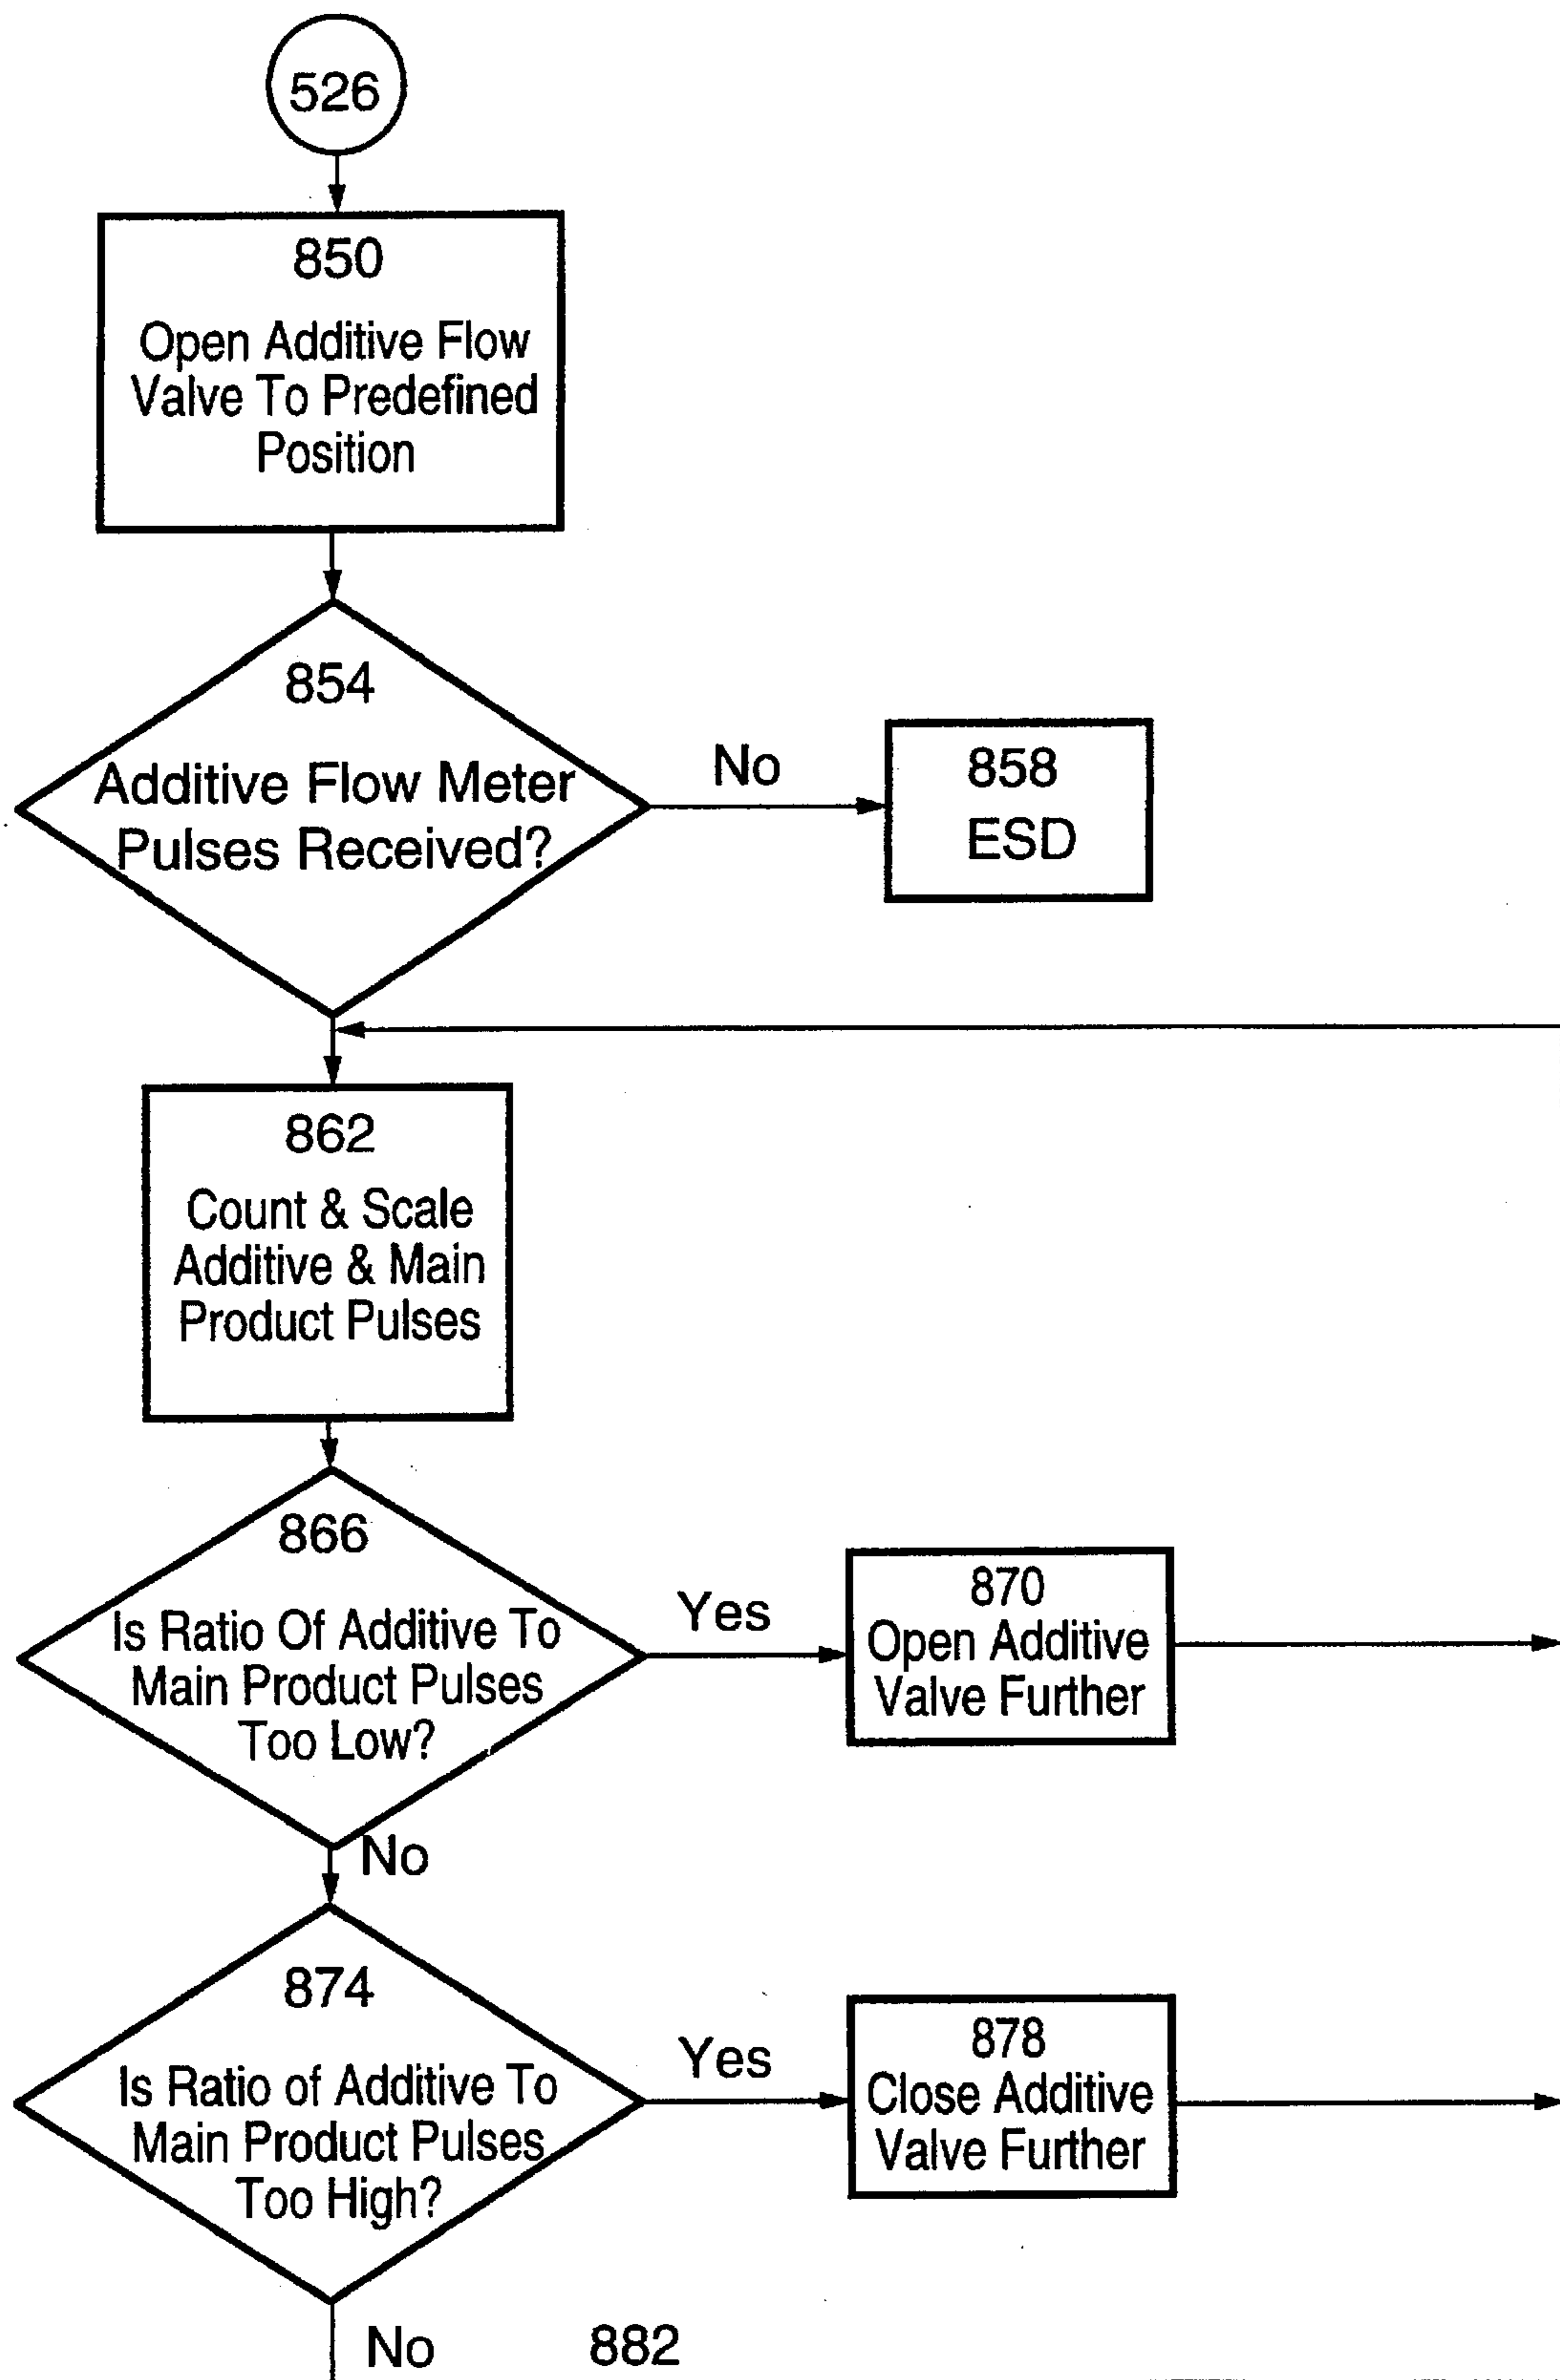 526
850
Open Additive Flow
Valve To Predefined
Position
854
Additive Flow Meter
Pulses Received?
No
858
ESD
862
Count & Scale
Additive & Main
Product Pulses
866
Is Ratio Of Additive To
Main Product Pulses
Too Low?
Yes
870
Open Additive
Valve Further
No
874
Is Ratio of Additive To
Main Product Pulses
Too High?
Yes
878
Close Additive
Valve Further
No
882